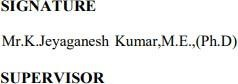 SIGNATURE
Mr.K.Jeyaganesh Kumar,M.E.,(Ph.D)
SUPERVISOR